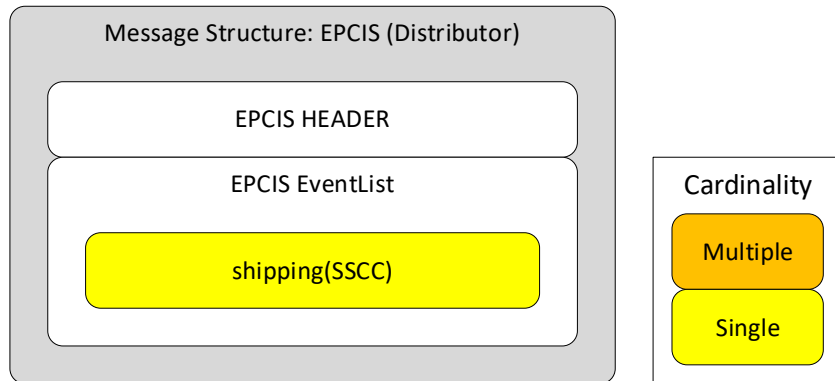 Message Structure: EPCIS (Distributor)
EPCIS HEADER
EPCIS EventList
shipping(SSCC)
Cardinality
Multiple
Single